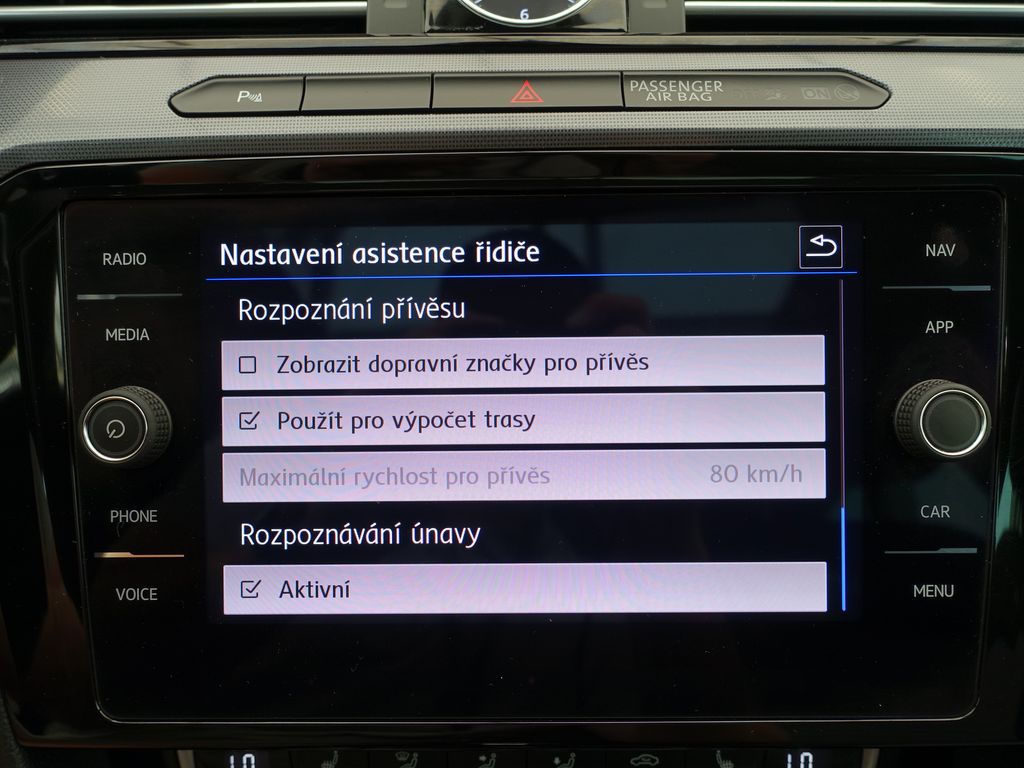 6
P
PASSENGER
AIR BAG
ON
Nastavení asistence řidiče
RADIO
NAV
Rozpoznání přívěsu
MEDIA
APP
Zobrazit dopravní značky pro přívěs
Použít pro výpočet trasy
Maximální rychlost pro přívěs 80 km/h
PHONE
CAR
Rozpoznávání únavy
VOICE
MENU
Aktivní